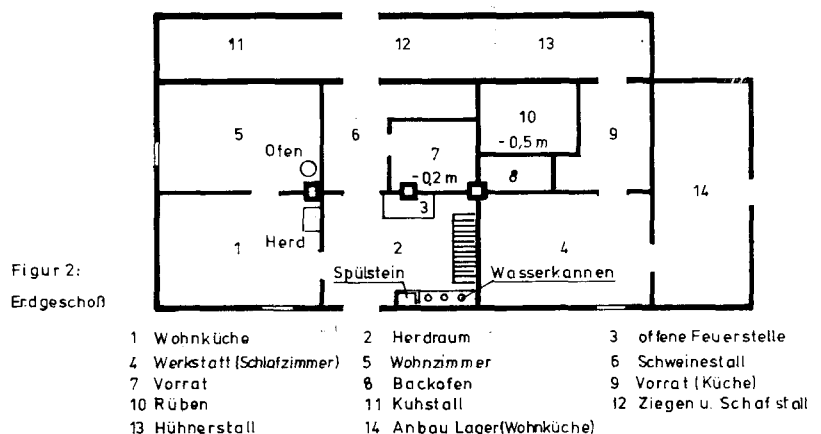 11 12 13
5 6 10
Ofen 7 - 0,5 m 9
- 0,2 m 8 14
3
1 Herd 2 4
Figur 2: Spülstein Wasserkannen
Erdgeschoß
1 Wohnküche 2 Herdraum 3 offene Feuerstelle
4 Werkstatt (Schlafzimmer) 5 Wohnzimmer 6 Schweinestall
7 Vorrat 8 Backofen 9 Vorrat (Küche)
10 Rüben 11 Kuhstall 12 Ziegen u. Schafstall
13 Hühnerstall 14 Anbau Lager (Wohnküche)